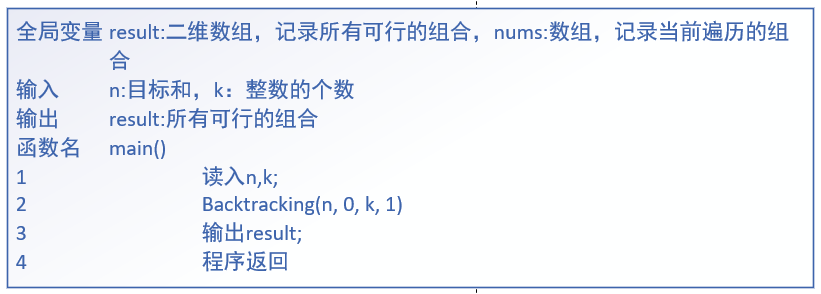 全局变量 result:二维数组，记录所有可行的组合，nums:数组，记录当前遍历的组
合
输入 n:目标和，k：整数的个数
输出 result:所有可行的组合
函数名 main()
1 读入n,k;
2 Backtracking(n, 0, k, 1)
3 输出result;
4 程序返回